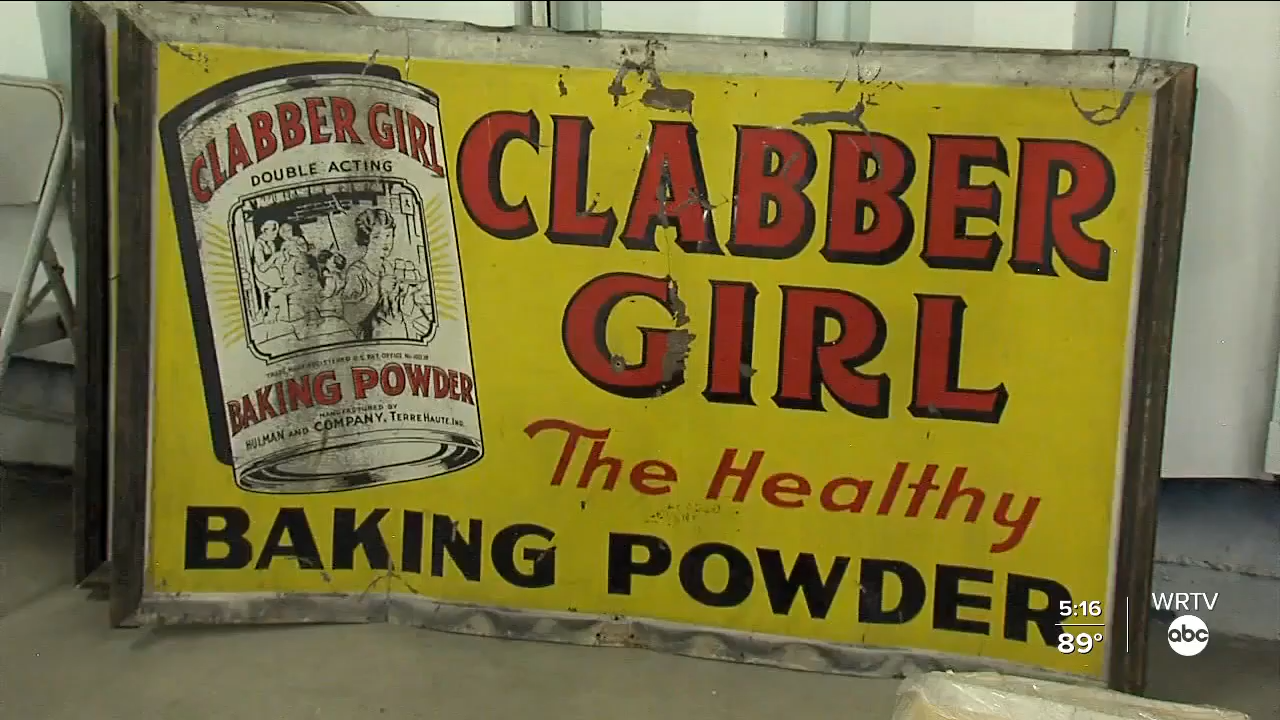 CLABBER GIRL
DOUBLE ACTING
BAKING POWDER
MANUFACTURED BY
HULMAN AND COMPANY, TERRE HAUTE, IND.
CLABBER
GIRL
The Healthy
BAKING POWDER
5:16
89°
WRTV
abc